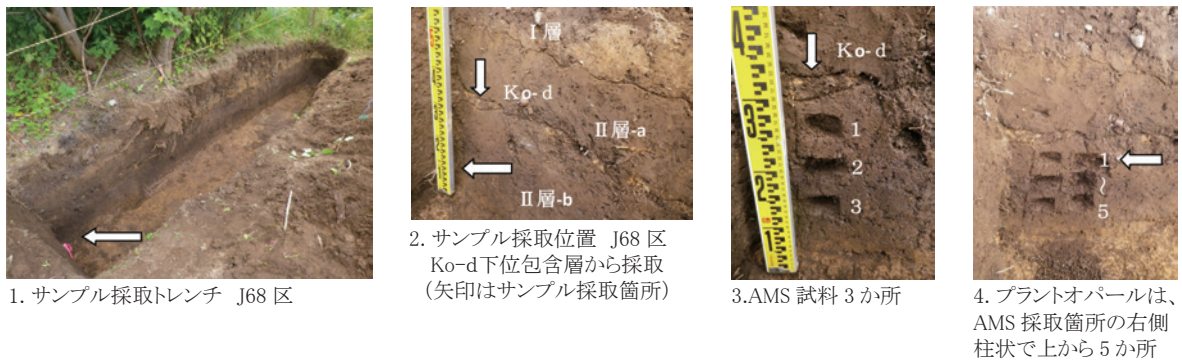 1. サンプル採取トレンチ J68 区
Ⅰ層
Ko-d
Ⅱ層-a
Ⅱ層-b
2. サンプル採取位置 J68 区
Ko-d下位包含層から採取
(矢印はサンプル採取箇所)
4
Ko-d
3
1
2
2
3
1
3.AMS 試料 3 か所
1
~
5
4. プラントオパールは、
AMS 採取箇所の右側
柱状で上から 5 か所